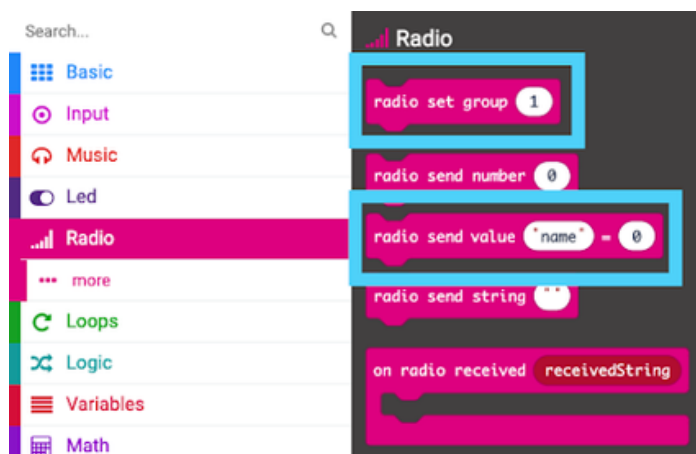 Search...
Basic
Input
Music
Led
Radio
more
Loops
Logic
Variables
Math
Radio
radio set group 1
radio send number 0
radio send value "name" = 0
radio send string " "
on radio received receivedString